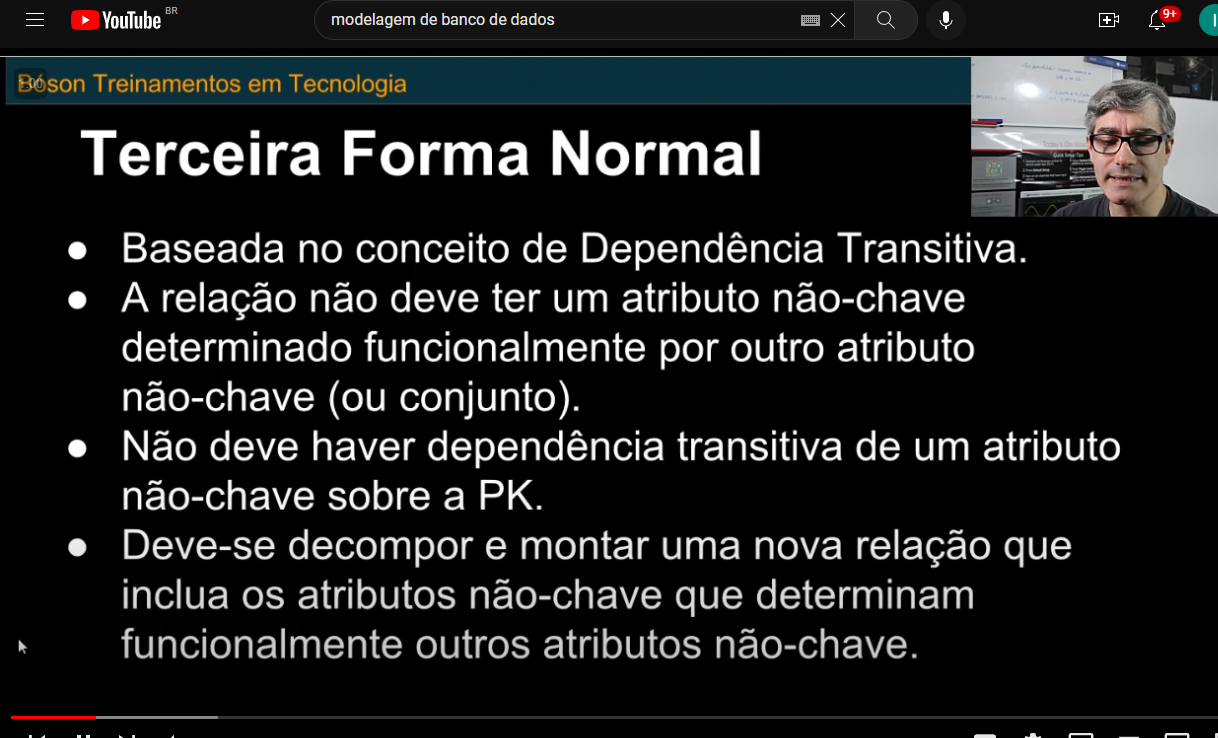 YouTube BR
modelagem de banco de dados
9+
1:00
Bóson Treinamentos em Tecnologia
Terceira Forma Normal
● Baseada no conceito de Dependência Transitiva.
● A relação não deve ter um atributo não-chave
determinado funcionalmente por outro atributo
não-chave (ou conjunto).
● Não deve haver dependência transitiva de um atributo
não-chave sobre a PK.
● Deve-se decompor e montar uma nova relação que
inclua os atributos não-chave que determinam
funcionalmente outros atributos não-chave.